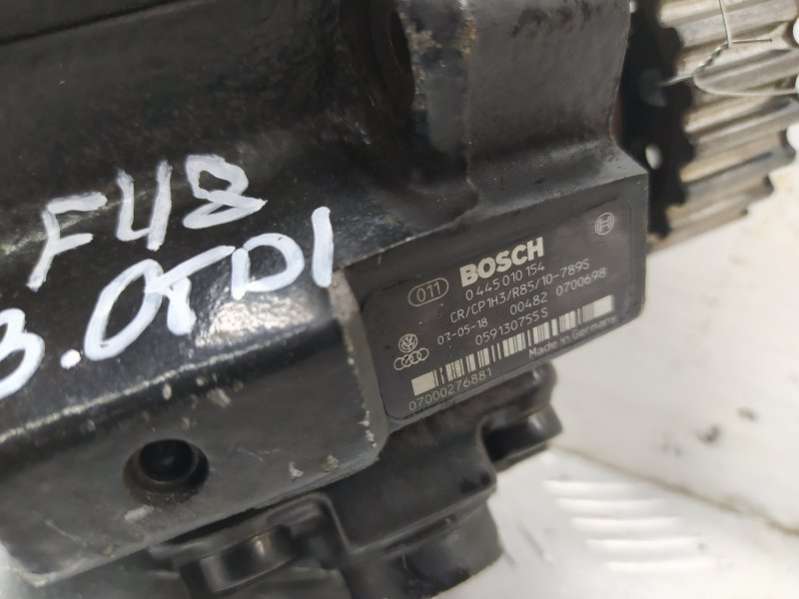 F48
3.0TDI
011 BOSCH
0 445 010 154
CR/CP1H3/R85/10-789S
07-05-18 00482 0700698
059130755S
Made in Germany
07000276881